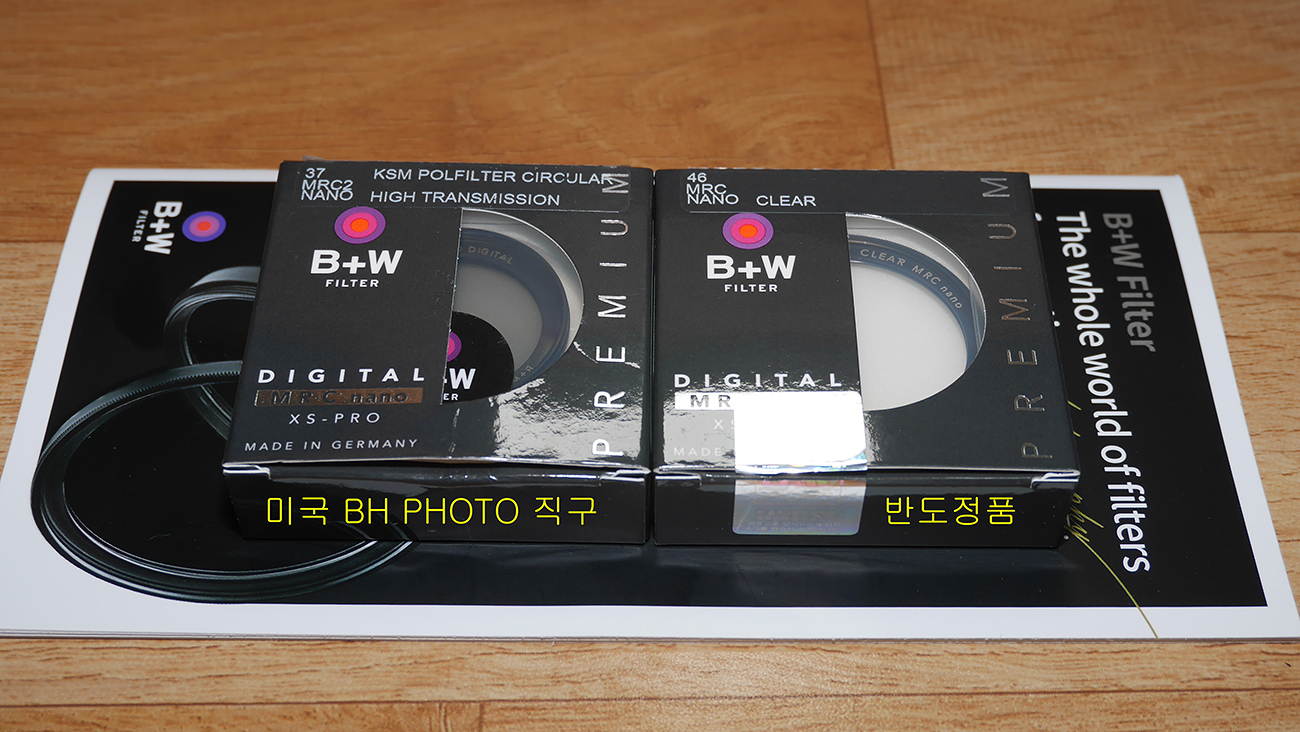 37
MRC2
NANO
KSM POLFILTER CIRCULAR
HIGH TRANSMISSION
B+W
FILTER
DIGITAL
DIGITAL
MRC nano
XS-PRO
MADE IN GERMANY
PREMIUM
미국 BH PHOTO 직구
46
MRC
NANO CLEAR
B+W
FILTER
CLEAR MRC nano
DIGITAL
MADE
PREMIUM
반도정품
B+W
FILTER
B+W Filter
The whole world of filters